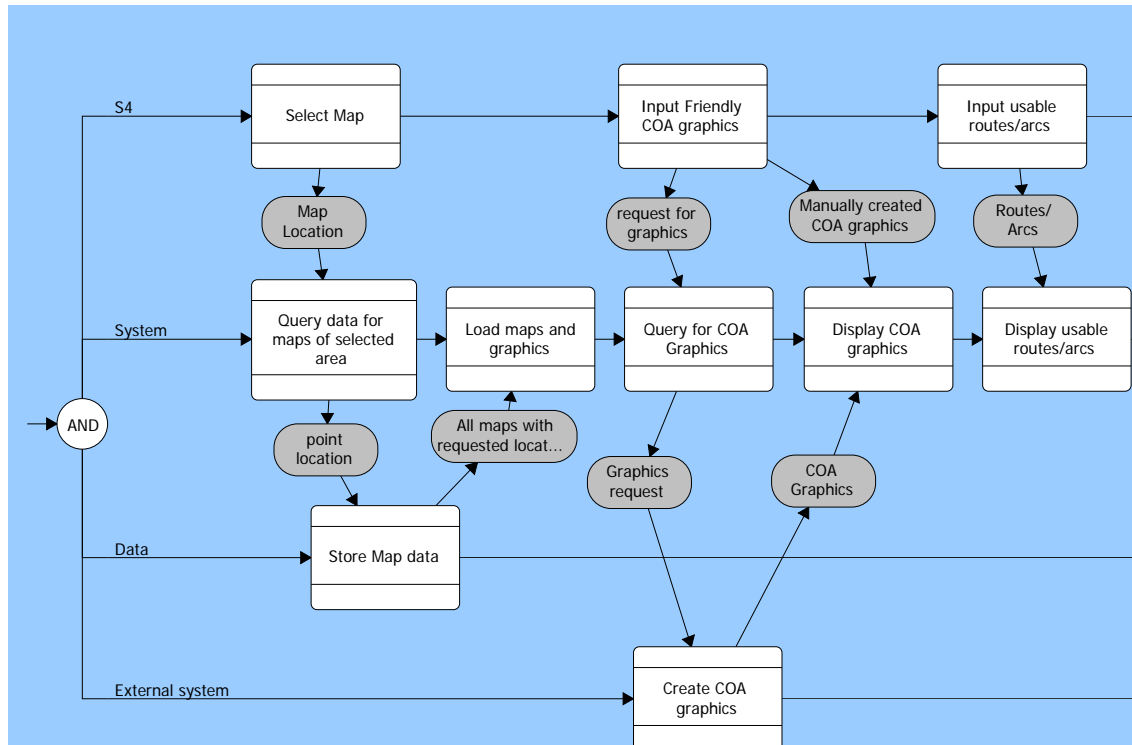 S4
Select Map
Input Friendly
COA graphics
Input usable
routes/arcs
Map
Location
request for
graphics
Manually created
COA graphics
Routes/
Arcs
System
Query data for
maps of selected
area
Load maps and
graphics
Query for COA
Graphics
Display COA
graphics
Display usable
routes/arcs
AND
point
location
All maps with
requested locat...
Graphics
request
COA
Graphics
Data
Store Map data
External system
Create COA
graphics